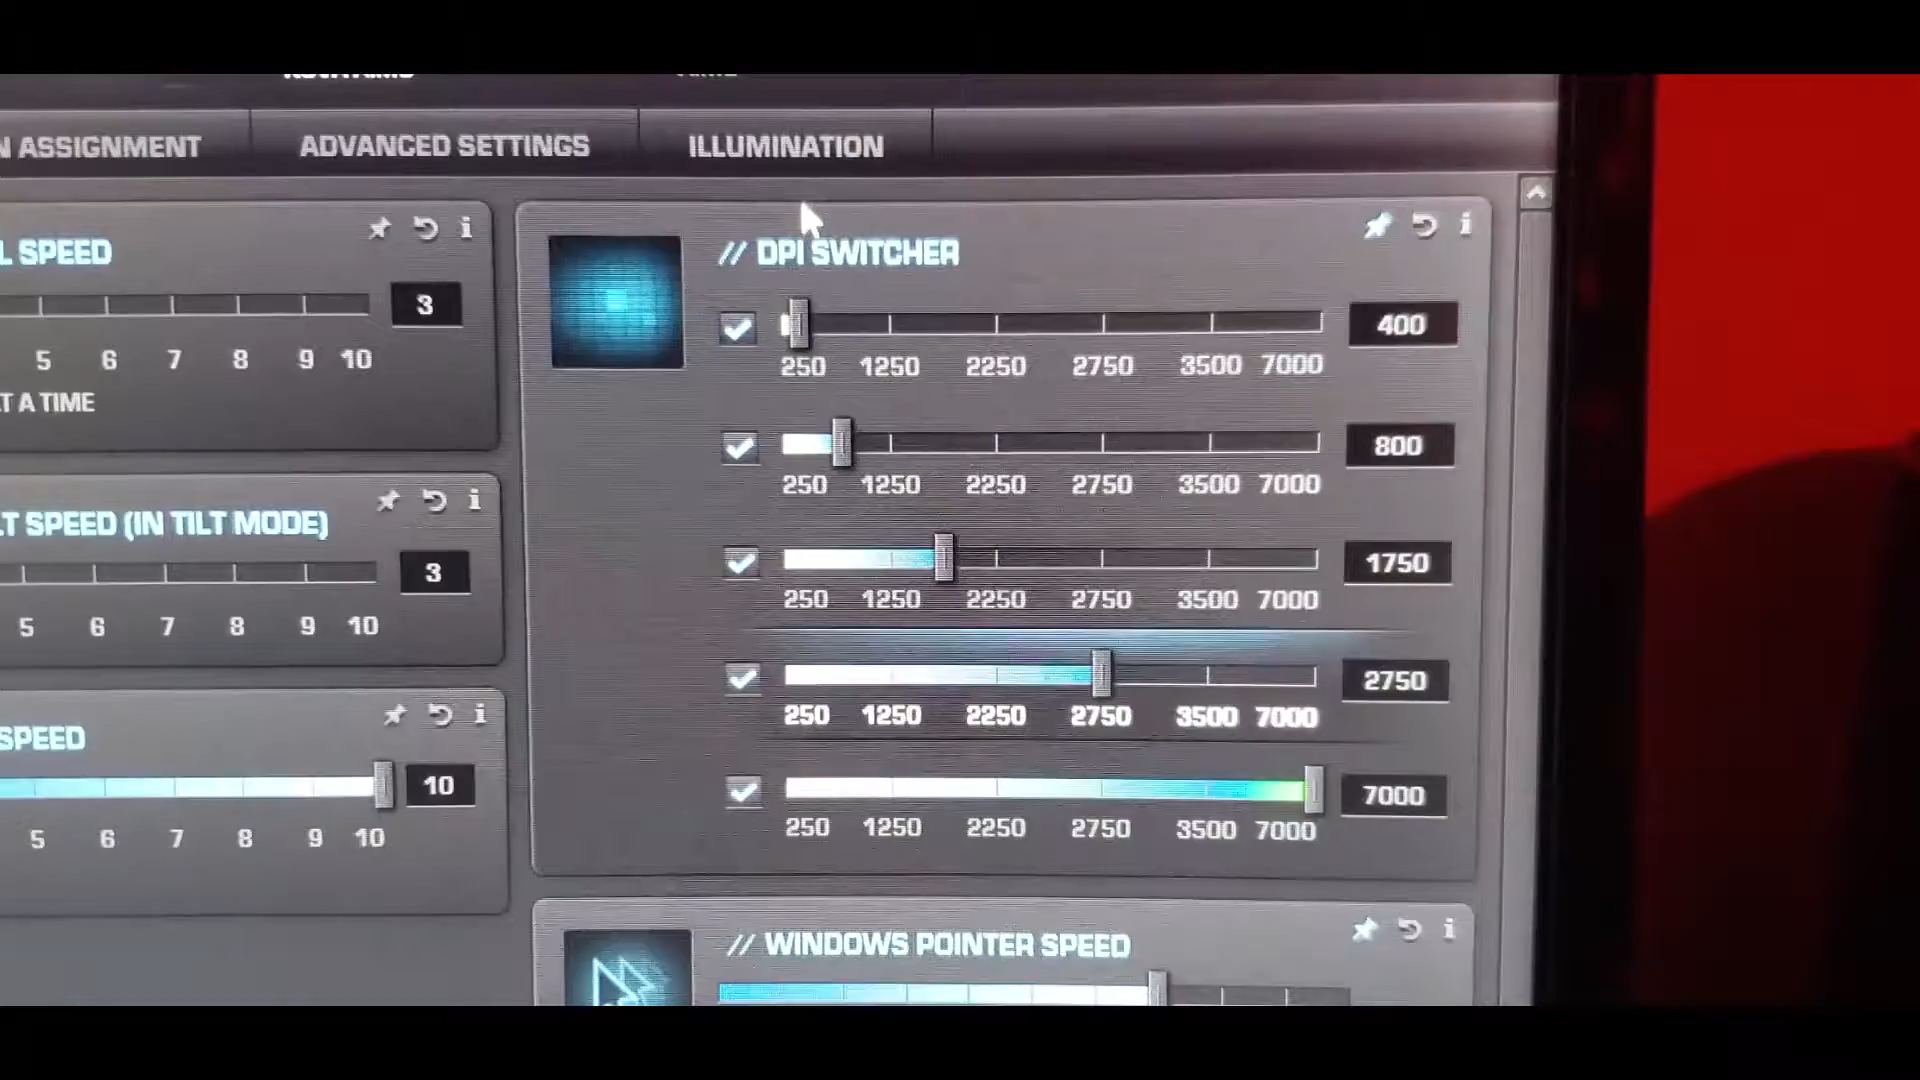 N ASSIGNMENT
ADVANCED SETTINGS
ILLUMINATION
L SPEED
3
5 6 7 8 9 10
T A TIME
LT SPEED (IN TILT MODE)
3
5 6 7 8 9 10
SPEED
10
5 6 7 8 9 10
// DPI SWITCHER
400
250 1250 2250 2750 3500 7000
800
250 1250 2250 2750 3500 7000
1750
250 1250 2250 2750 3500 7000
2750
250 1250 2250 2750 3500 7000
7000
250 1250 2250 2750 3500 7000
// WINDOWS POINTER SPEED